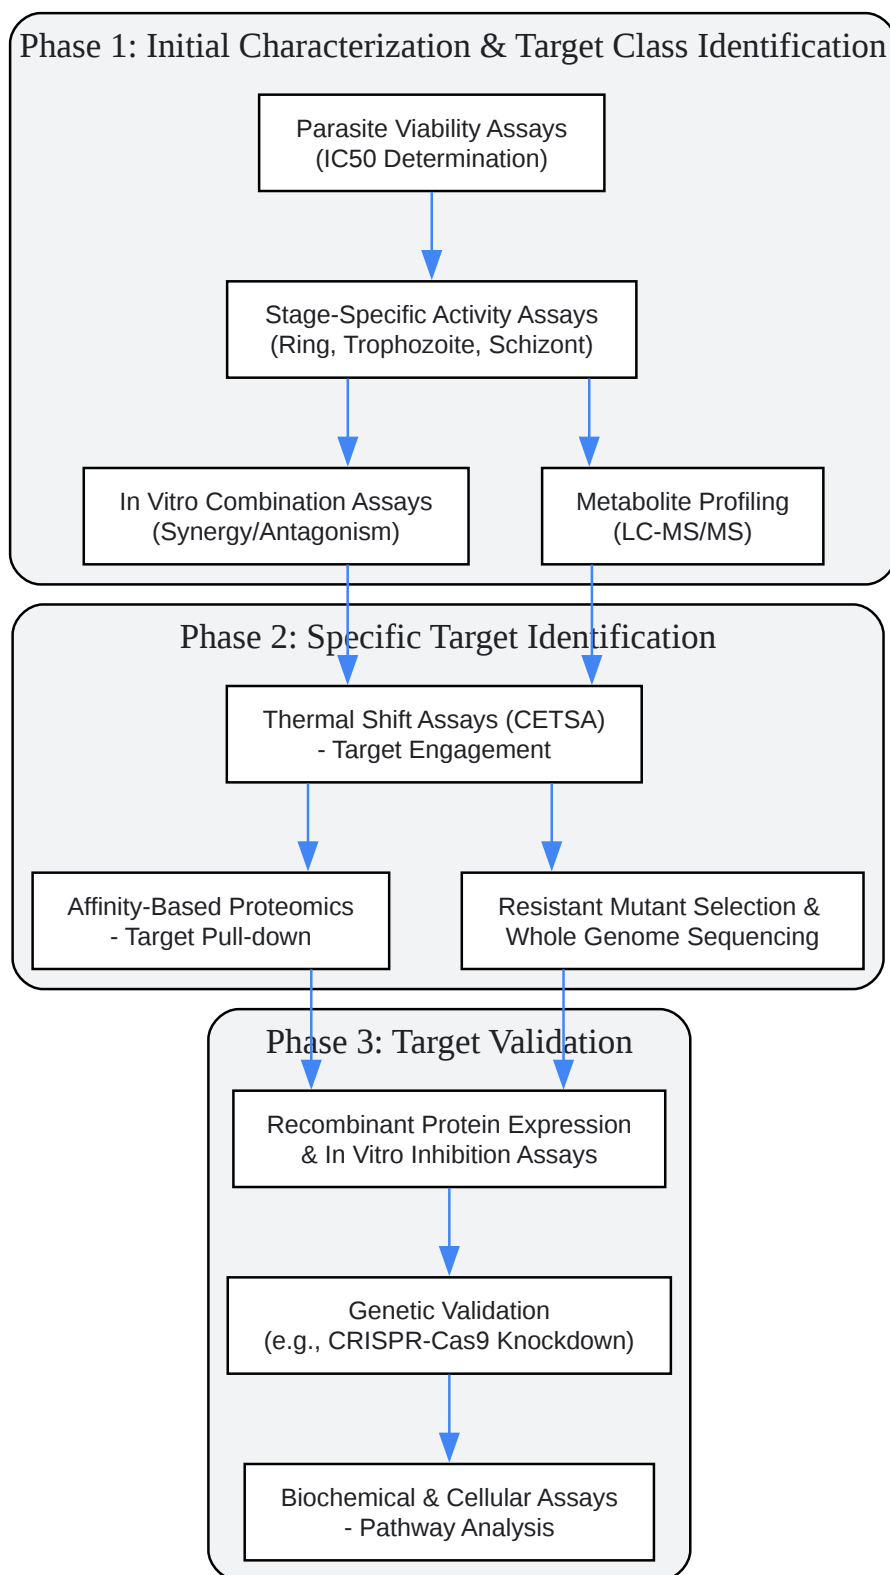 Phase 1: Initial Characterization & Target Class Identification
Parasite Viability Assays
(IC50 Determination)
Stage-Specific Activity Assays
(Ring, Trophozoite, Schizont)
In Vitro Combination Assays
(Synergy/Antagonism)
Metabolite Profiling
(LC-MS/MS)
Phase 2: Specific Target Identification
Thermal Shift Assays (CETSA)
- Target Engagement
Affinity-Based Proteomics
- Target Pull-down
Resistant Mutant Selection &
Whole Genome Sequencing
Phase 3: Target Validation
Recombinant Protein Expression
& In Vitro Inhibition Assays
Genetic Validation
(e.g., CRISPR-Cas9 Knockdown)
Biochemical & Cellular Assays
- Pathway Analysis